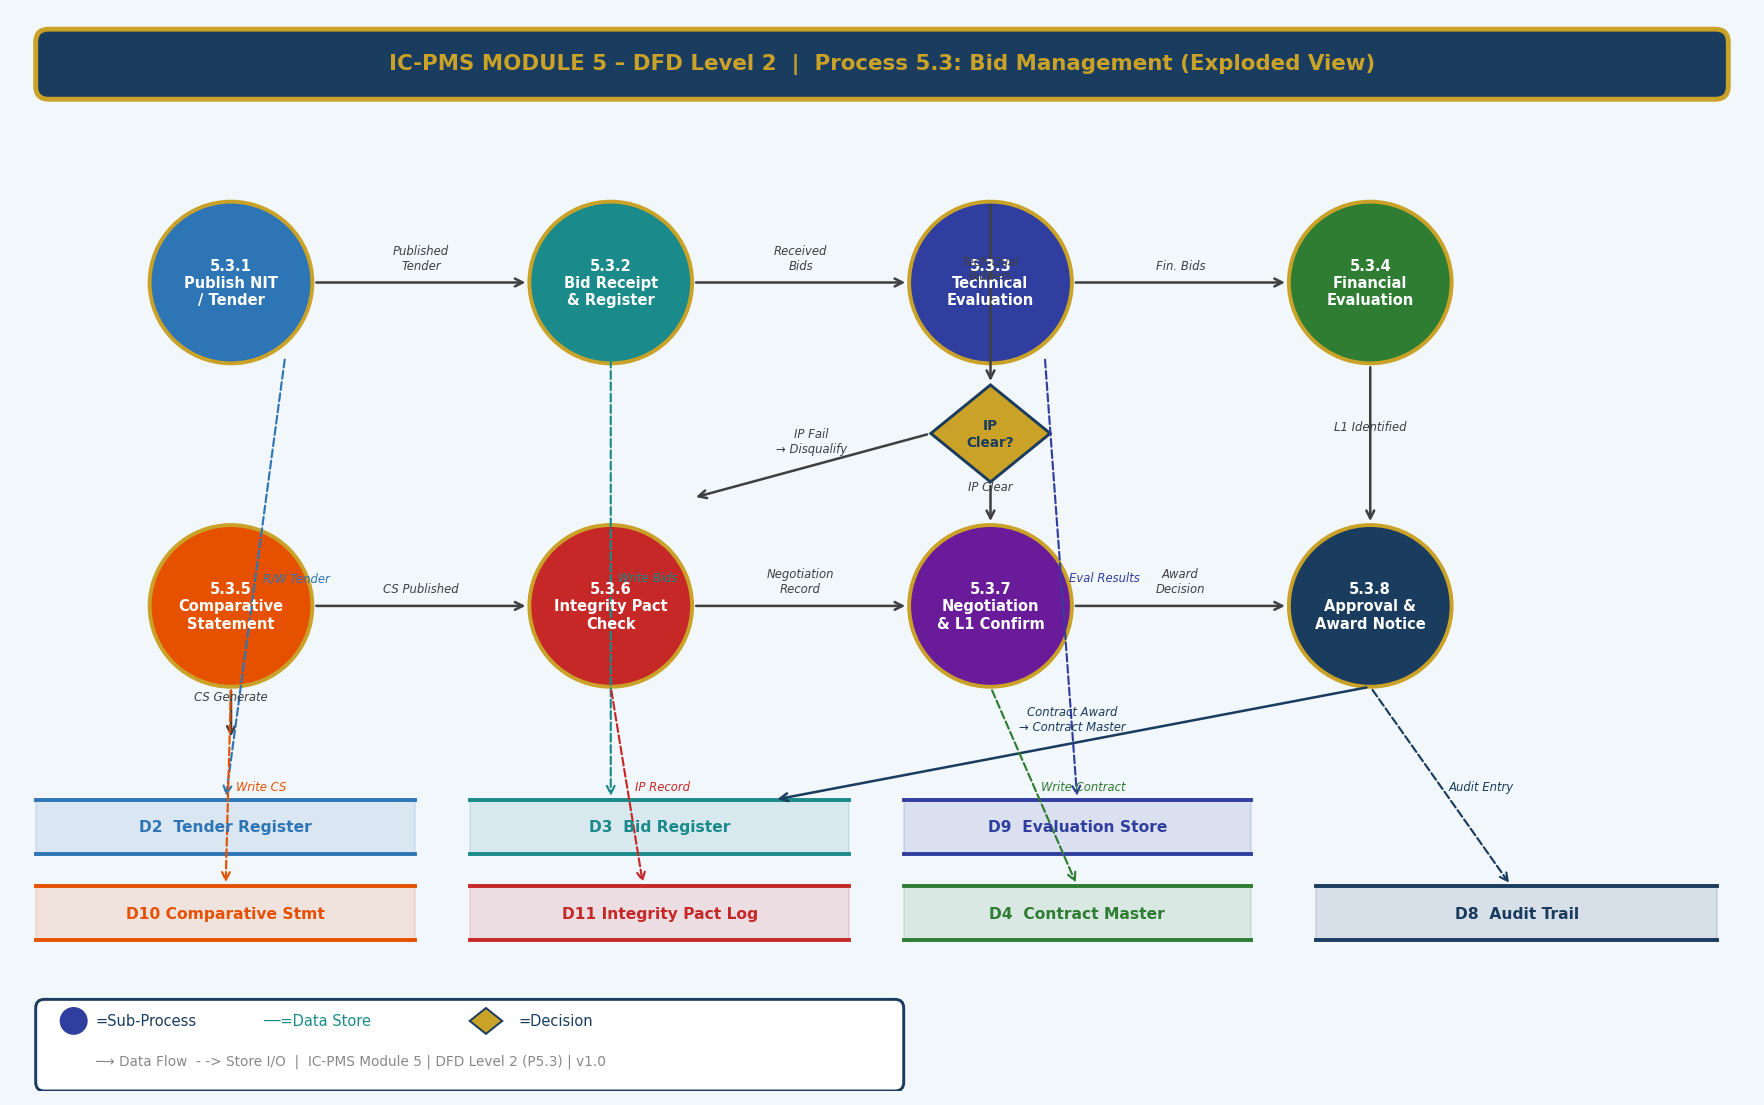 IC-PMS MODULE 5 – DFD Level 2 | Process 5.3: Bid Management (Exploded View)
5.3.1
Publish NIT
/ Tender
Published
Tender
5.3.2
Bid Receipt
& Register
Received
Bids
5.3.3
Technical
Evaluation
Fin. Bids
5.3.4
Financial
Evaluation
IP
Clear?
IP Fail
→ Disqualify
IP Clear
L1 Identified
5.3.5
Comparative
Statement
R/W Tender
CS Published
5.3.6
Integrity Pact
Check
Write Bids
Negotiation
Record
5.3.7
Negotiation
& L1 Confirm
Eval Results
Award
Decision
5.3.8
Approval &
Award Notice
CS Generate
Contract Award
→ Contract Master
Write CS
IP Record
Write Contract
Audit Entry
D2 Tender Register
D3 Bid Register
D9 Evaluation Store
D10 Comparative Stmt
D11 Integrity Pact Log
D4 Contract Master
D8 Audit Trail
=Sub-Process
──=Data Store
=Decision
─→ Data Flow - -> Store I/O | IC-PMS Module 5 | DFD Level 2 (P5.3) | v1.0